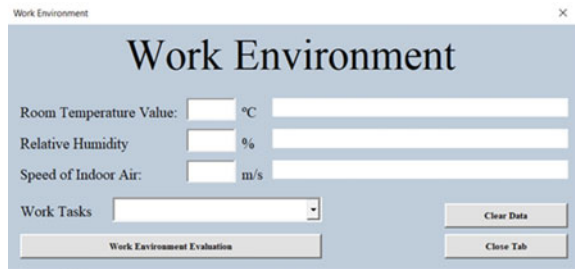 Work Environment
Work Environment
Room Temperature Value: ºC
Relative Humidity %
Speed of Indoor Air: m/s
Work Tasks
Clear Data
Work Environment Evaluation Close Tab